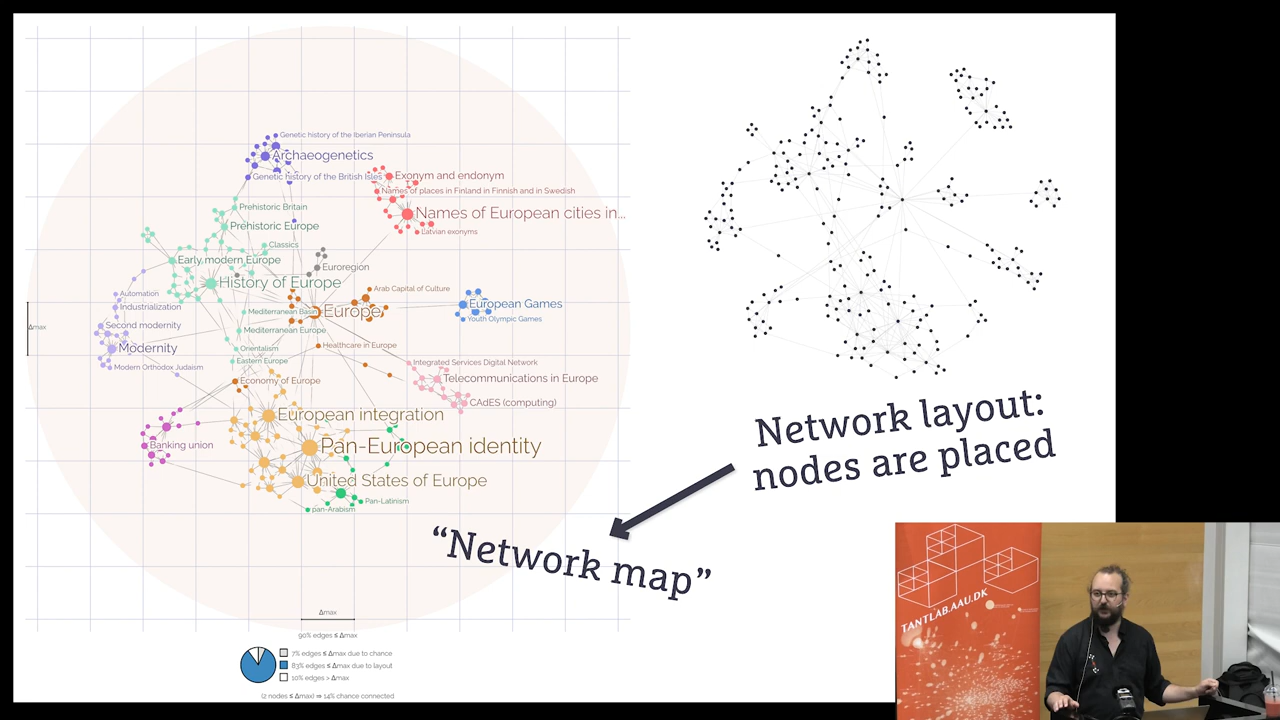 Genetic history of the Iberian Peninsula
Archaeogenetics
Genetic history of the British Isles
Exonym and endonym
Names of places in Finland in Finnish and in Swedish
Names of European cities in...
Latvian exonyms
Prehistoric Britain
Prehistoric Europe
Classics
Early modern Europe
Euroregion
History of Europe
Arab Capital of Culture
Automation
Industrialization
Mediterranean Basin
Europe
European Games
Youth Olympic Games
Second modernity
Mediterranean Europe
Δmax
Modernity
Orientalism
Healthcare in Europe
Eastern Europe
Modern Orthodox Judaism
Integrated Services Digital Network
Telecommunications in Europe
Economy of Europe
CAdES (computing)
European integration
Banking union
Pan-European identity
United States of Europe
Pan-Latinism
pan-Arabism
Network layout:
nodes are placed
“Network map”
Δmax
90% edges ≤ Δmax
7% edges ≤ Δmax due to chance
83% edges ≤ Δmax due to layout
10% edges > Δmax
(2 nodes ≤ Δmax) ⇒ 14% chance connected
TANTLAB.AAU.DK